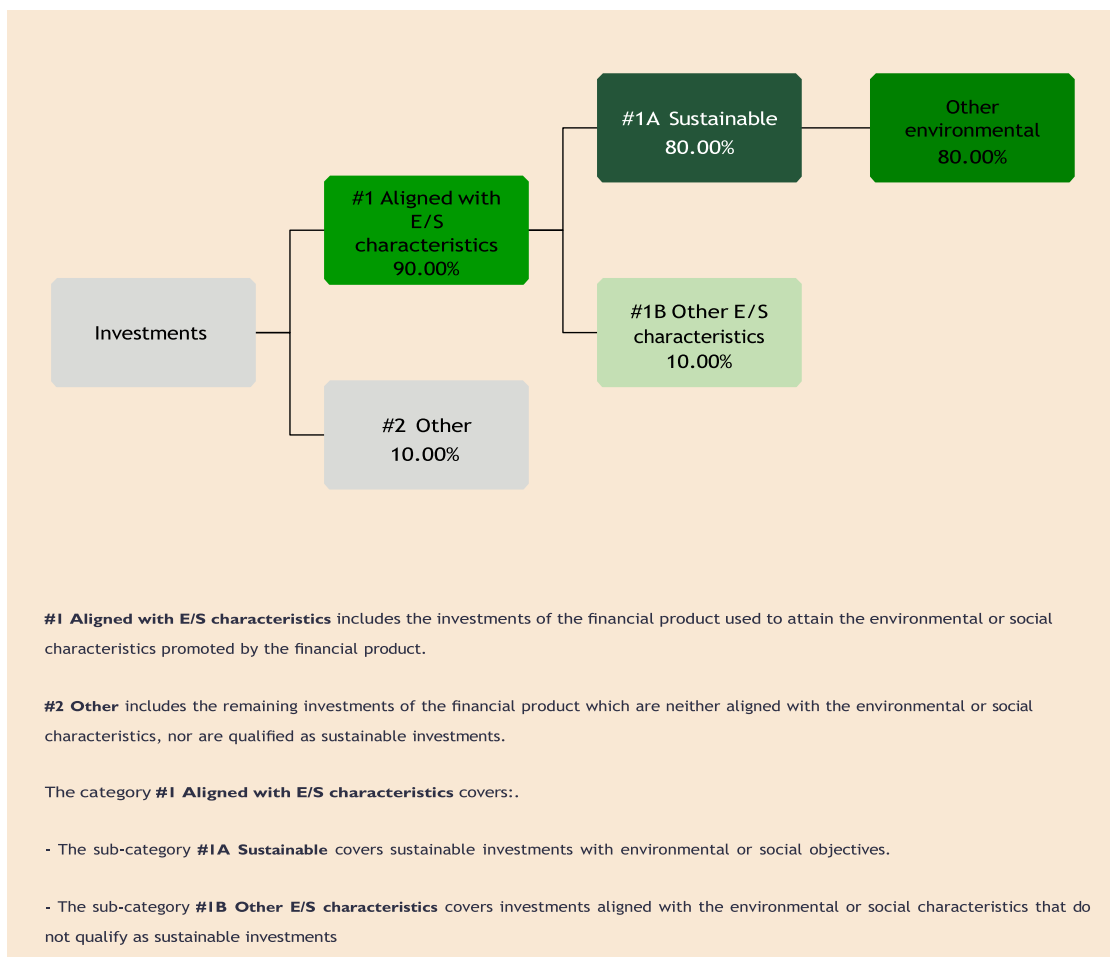 #1A Sustainable
80.00%
Other
environmental
80.00%
#1 Aligned with
E/S
characteristics
90.00%
Investments
#1B Other E/S
characteristics
10.00%
#2 Other
10.00%
#1 Aligned with E/S characteristics includes the investments of the financial product used to attain the environmental or social
characteristics promoted by the financial product.
#2 Other includes the remaining investments of the financial product which are neither aligned with the environmental or social
characteristics, nor are qualified as sustainable investments.
The category #1 Aligned with E/S characteristics covers:.
- The sub-category #1A Sustainable covers sustainable investments with environmental or social objectives.
- The sub-category #1B Other E/S characteristics covers investments aligned with the environmental or social characteristics that do
not qualify as sustainable investments